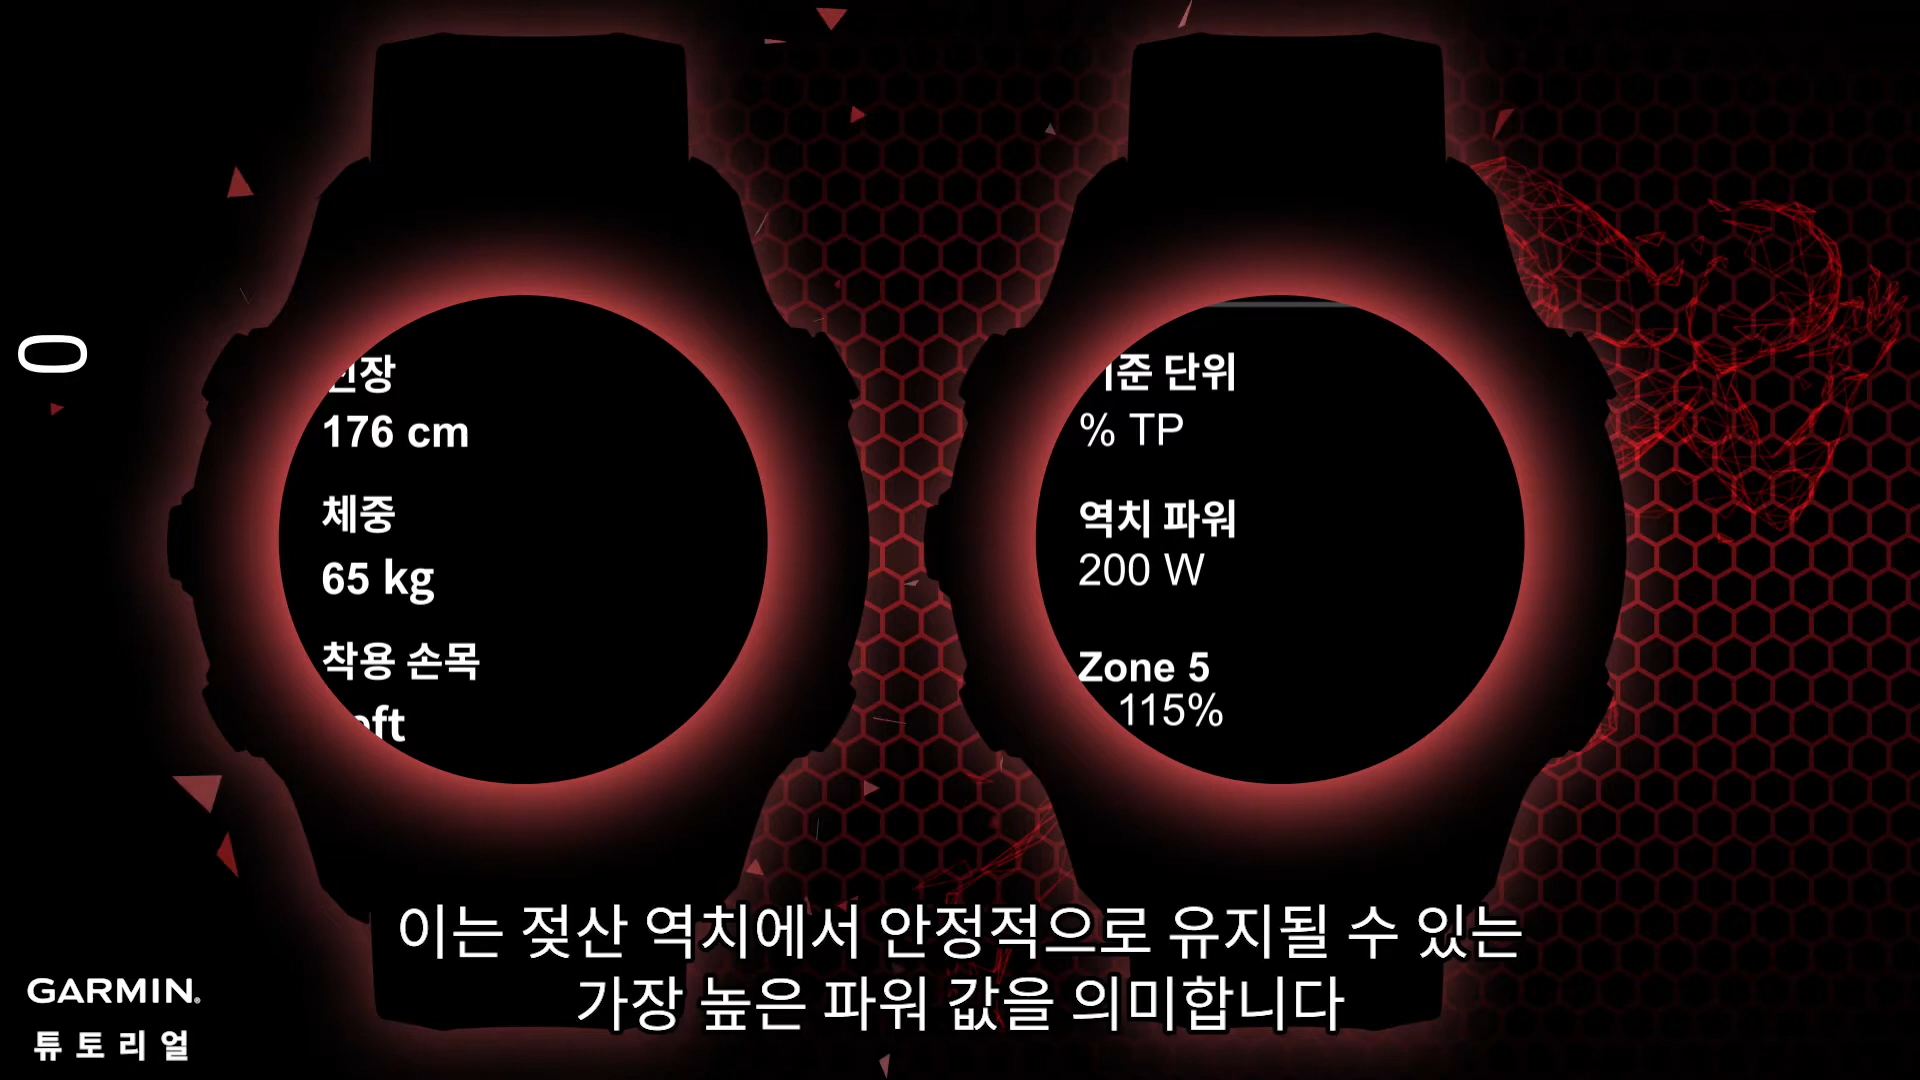 0
176 cm
체중
65 kg
착용 손목
단위
% TP
역치 파워
200 W
Zone 5
115%
이는 젖산 역치에서 안정적으로 유지될 수 있는
가장 높은 파워 값을 의미합니다
GARMIN®
튜토리얼